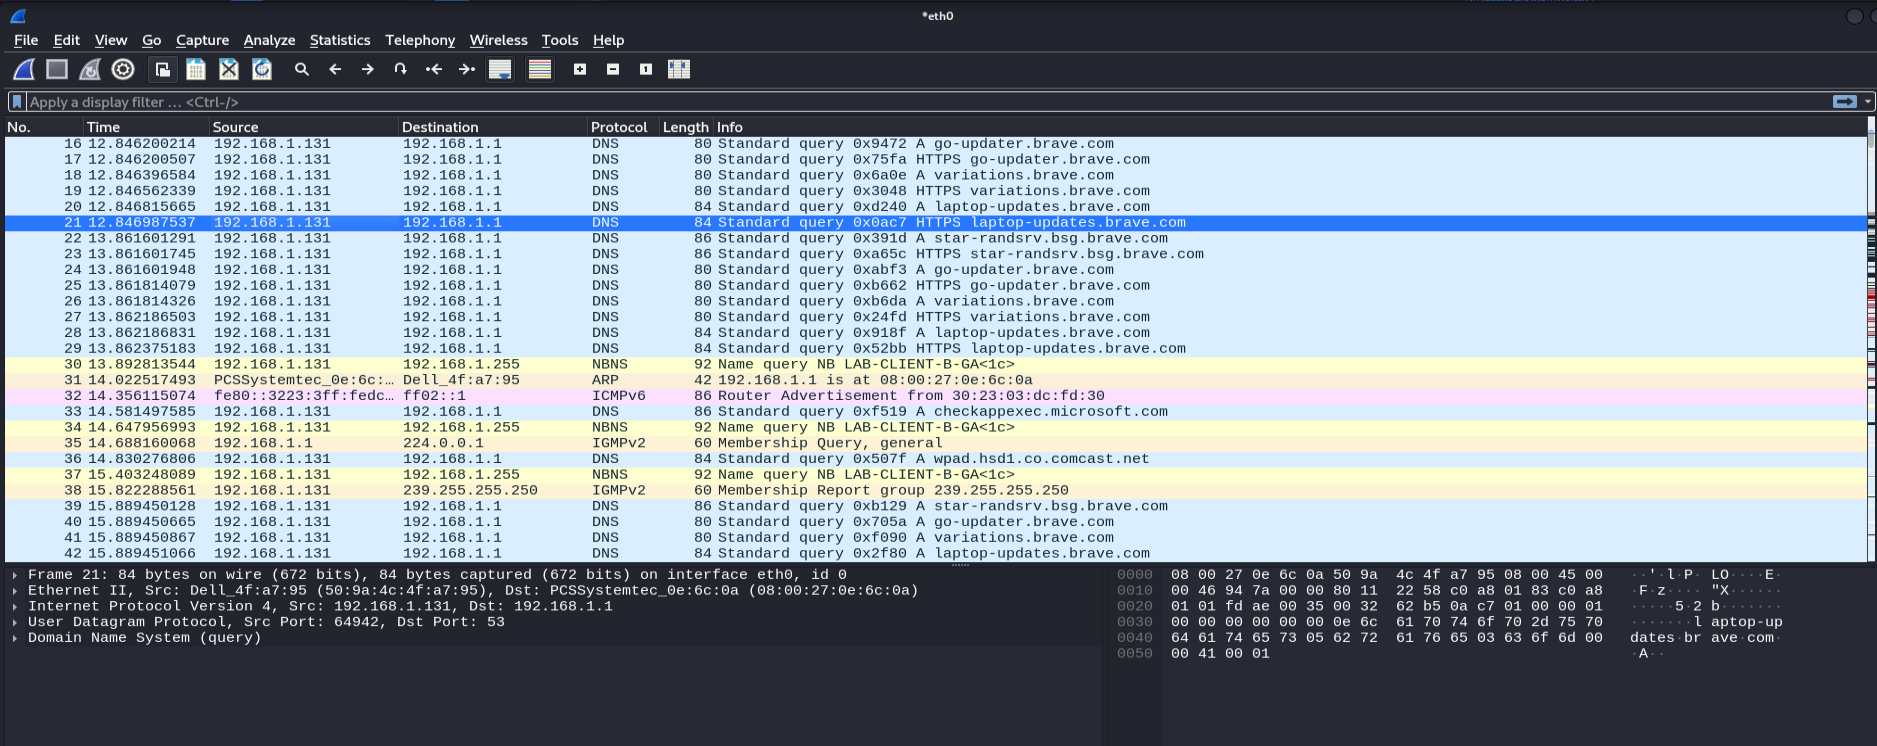 *eth0
File Edit View Go Capture Analyze Statistics Telephony Wireless Tools Help
Apply a display filter … <Ctrl-/>
No. Time Source Destination Protocol Length Info
16 12.846200214 192.168.1.131 192.168.1.1 DNS 80 Standard query 0x9472 A go-updater.brave.com
17 12.846200507 192.168.1.131 192.168.1.1 DNS 80 Standard query 0x75fa HTTPS go-updater.brave.com
18 12.846396584 192.168.1.131 192.168.1.1 DNS 80 Standard query 0x6a0e A variations.brave.com
19 12.846562339 192.168.1.131 192.168.1.1 DNS 80 Standard query 0x3048 HTTPS variations.brave.com
20 12.846815665 192.168.1.131 192.168.1.1 DNS 84 Standard query 0xd240 A laptop-updates.brave.com
21 12.846987537 192.168.1.131 192.168.1.1 DNS 84 Standard query 0x0ac7 HTTPS laptop-updates.brave.com
22 13.861601291 192.168.1.131 192.168.1.1 DNS 86 Standard query 0x391d A star-randsrv.bsg.brave.com
23 13.861601745 192.168.1.131 192.168.1.1 DNS 86 Standard query 0xa65c HTTPS star-randsrv.bsg.brave.com
24 13.861601948 192.168.1.131 192.168.1.1 DNS 80 Standard query 0xabf3 A go-updater.brave.com
25 13.861814079 192.168.1.131 192.168.1.1 DNS 80 Standard query 0xb662 HTTPS go-updater.brave.com
26 13.861814326 192.168.1.131 192.168.1.1 DNS 80 Standard query 0xb6da A variations.brave.com
27 13.862186503 192.168.1.131 192.168.1.1 DNS 80 Standard query 0x24fd HTTPS variations.brave.com
28 13.862186831 192.168.1.131 192.168.1.1 DNS 84 Standard query 0x918f A laptop-updates.brave.com
29 13.862375183 192.168.1.131 192.168.1.1 DNS 84 Standard query 0x52bb HTTPS laptop-updates.brave.com
30 13.892813544 192.168.1.131 192.168.1.255 NBNS 92 Name query NB LAB-CLIENT-B-GA<1c>
31 14.022517493 PCSSystemtec_0e:6c:… Dell_4f:a7:95 ARP 42 192.168.1.1 is at 08:00:27:0e:6c:0a
32 14.356115074 fe80::3223:3ff:fedc… ff02::1 ICMPv6 86 Router Advertisement from 30:23:03:dc:fd:30
33 14.581497585 192.168.1.131 192.168.1.1 DNS 86 Standard query 0xf519 A checkappexec.microsoft.com
34 14.647956993 192.168.1.131 192.168.1.255 NBNS 92 Name query NB LAB-CLIENT-B-GA<1c>
35 14.688160068 192.168.1.1 224.0.0.1 IGMPv2 60 Membership Query, general
36 14.830276806 192.168.1.131 192.168.1.1 DNS 84 Standard query 0x507f A wpad.hsd1.co.comcast.net
37 15.403248089 192.168.1.131 192.168.1.255 NBNS 92 Name query NB LAB-CLIENT-B-GA<1c>
38 15.822288561 192.168.1.131 239.255.255.250 IGMPv2 60 Membership Report group 239.255.255.250
39 15.889450128 192.168.1.131 192.168.1.1 DNS 86 Standard query 0xb129 A star-randsrv.bsg.brave.com
40 15.889450665 192.168.1.131 192.168.1.1 DNS 80 Standard query 0x705a A go-updater.brave.com
41 15.889450867 192.168.1.131 192.168.1.1 DNS 80 Standard query 0xf090 A variations.brave.com
42 15.889451066 192.168.1.131 192.168.1.1 DNS 84 Standard query 0x2f80 A laptop-updates.brave.com
Frame 21: 84 bytes on wire (672 bits), 84 bytes captured (672 bits) on interface eth0, id 0
Ethernet II, Src: Dell_4f:a7:95 (50:9a:4c:4f:a7:95), Dst: PCSSystemtec_0e:6c:0a (08:00:27:0e:6c:0a)
Internet Protocol Version 4, Src: 192.168.1.131, Dst: 192.168.1.1
User Datagram Protocol, Src Port: 64942, Dst Port: 53
Domain Name System (query)
0000 08 00 27 0e 6c 0a 50 9a 4c 4f a7 95 08 00 45 00 ··'·l·P· LO····E·
0010 00 46 94 7a 00 00 80 11 22 58 c0 a8 01 83 c0 a8 ·F·z···· "X······
0020 01 01 fd ae 00 35 00 32 62 b5 0a c7 01 00 00 01 ·····5·2 b·······
0030 00 00 00 00 00 00 0e 6c 61 70 74 6f 70 2d 75 70 ·······l aptop-up
0040 64 61 74 65 73 05 62 72 61 76 65 03 63 6f 6d 00 dates·br ave·com·
0050 00 41 00 01 ·A··